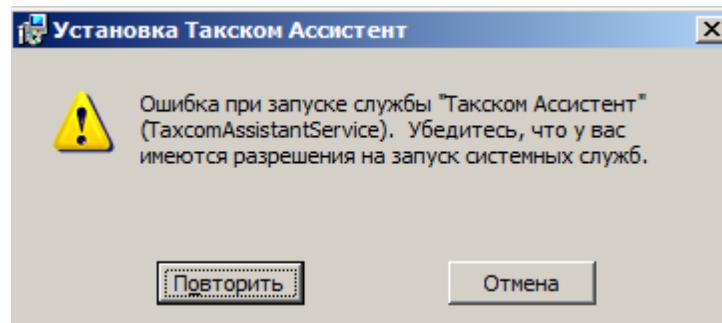 Установка Такском Ассистент
Ошибка при запуске службы "Такском Ассистент"
(TaxcomAssistantService). Убедитесь, что у вас
имеются разрешения на запуск системных служб.
Повторить
Отмена